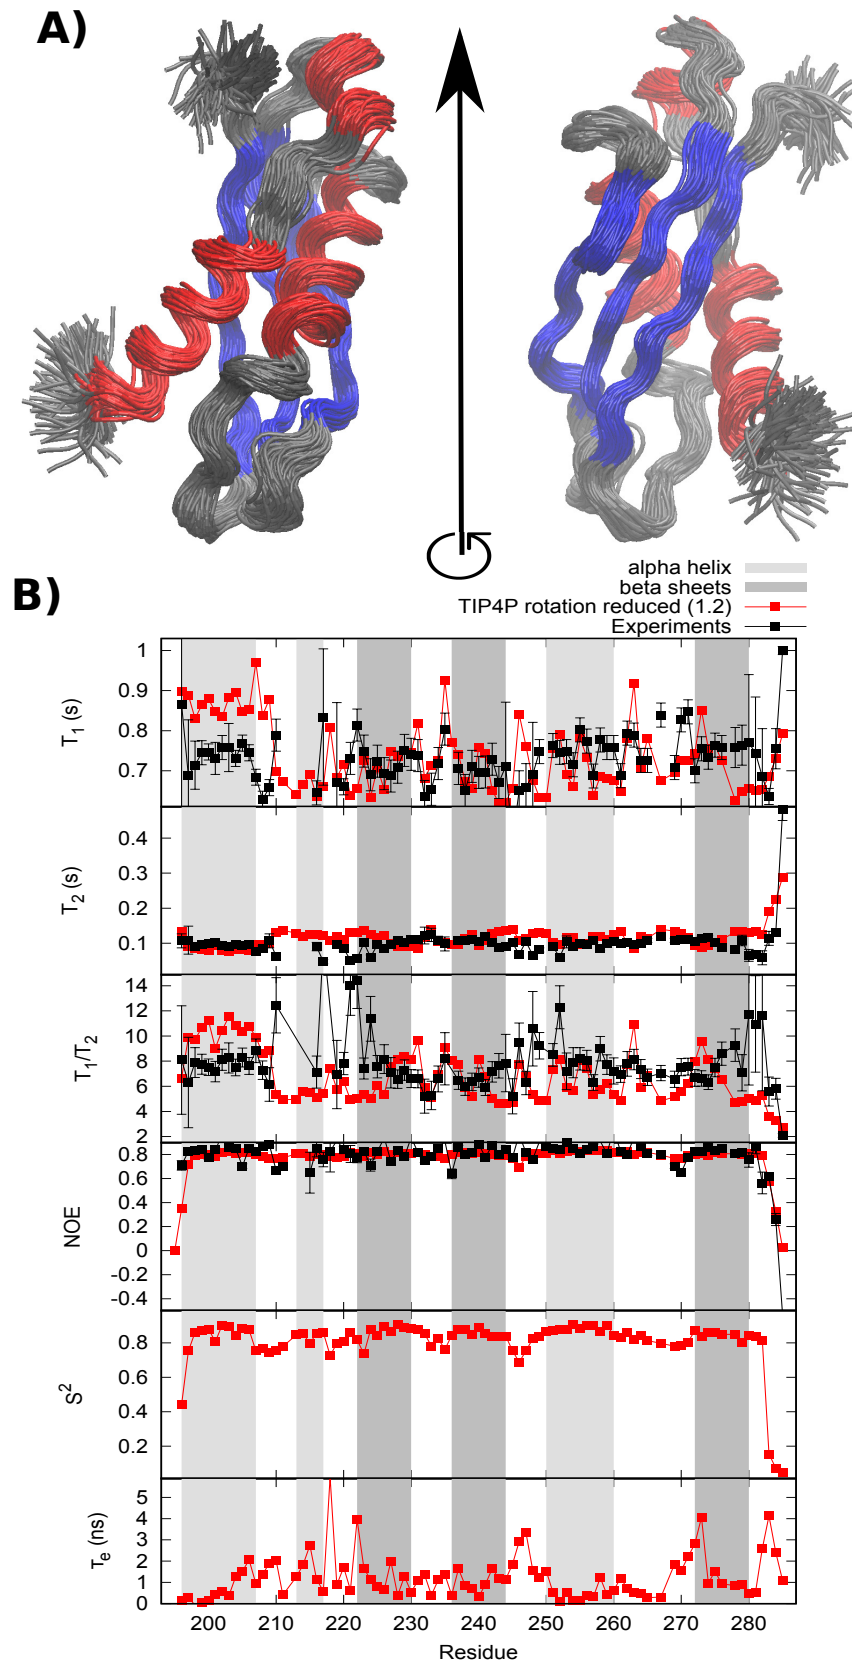 A)
B)
alpha helix
beta sheets
TIP4P rotation reduced (1.2)
Experiments
T1 (s)
1
0.9
0.8
0.7
T2 (s)
0.4
0.3
0.2
0.1
T1/T2
14
12
10
8
6
4
2
NOE
0.8
0.6
0.4
0.2
0
-0.2
-0.4
S2
0.8
0.6
0.4
0.2
τe (ns)
5
4
3
2
1
0
200 210 220 230 240 250 260 270 280
Residue